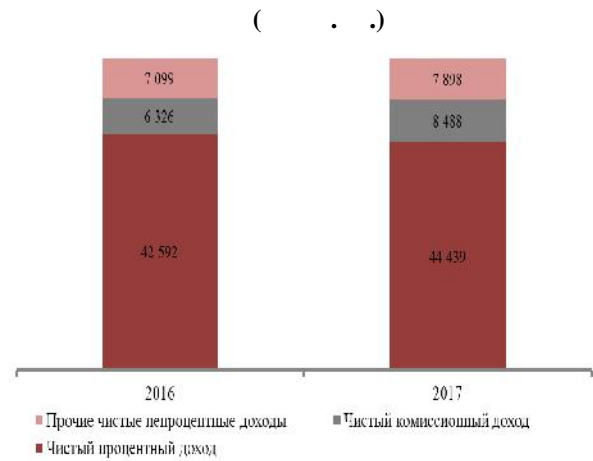 ( . .)
7 099
7 898
6 326
8 488
42 592
44 439
2016 2017
Прочие чистые непроцентные доходы Чистый комиссионный доход
Чистый процентный доход